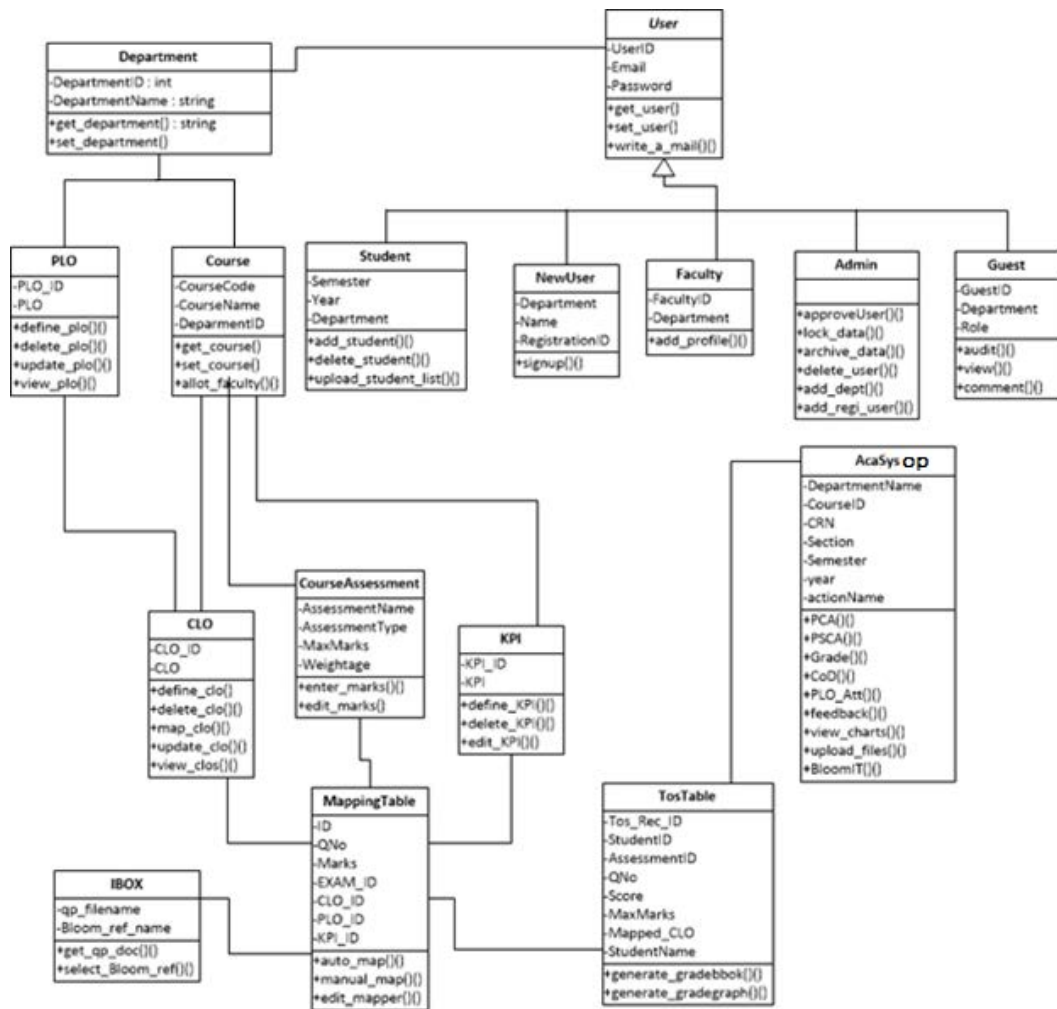 User
-UserID
-Email
-Password
+get_user()
+set_user()
+write_a_mail()()
Department
-DepartmentID : int
-DepartmentName : string
+get_department() : string
+set_department()
PLO
-PLO_ID
-PLO
+define_plo()()
+delete_plo()()
+update_plo()()
+view_plo()()
Course
-CourseCode
-CourseName
-DeparmentID
+get_course()
+set_course()
+allot_faculty()()
Student
-Semester
-Year
-Department
+add_student()()
+delete_student()()
+upload_student_list()()
NewUser
-Department
-Name
-RegistrationID
+signup()()
Faculty
-FacultyID
-Department
+add_profile()()
Admin
+approveUser()()
+lock_data()()
+archive_data()()
+delete_user()()
+add_dept()()
+add_regi_user()()
Guest
-GuestID
-Department
-Role
+audit()()
+view()()
+comment()()
AcaSys op
-DepartmentName
-CourseID
-CRN
-Section
-Semester
-year
-actionName
+PCA()()
+PSCA()()
+Grade()()
+CoD()()
+PLO_Att()()
+feedback()()
+view_charts()()
+upload_files()()
+BloomIT()()
CourseAssessment
-AssessmentName
-AssessmentType
-MaxMarks
-Weightage
+enter_marks()()
+edit_marks()
CLO
-CLO_ID
-CLO
+define_clo()
+delete_clo()()
+map_clo()()
+update_clo()()
+view_clos()()
KPI
-KPI_ID
-KPI
+define_KPI()()
+delete_KPI()()
+edit_KPI()()
MappingTable
-ID
-QNo
-Marks
-EXAM_ID
-CLO_ID
-PLO_ID
-KPI_ID
+auto_map()()
+manual_map()()
+edit_mapper()()
TosTable
-Tos_Rec_ID
-StudentID
-AssessmentID
-QNo
-Score
-MaxMarks
-Mapped_CLO
-StudentName
+generate_gradebbok()()
+generate_gradegraph()()
IBOX
-qp_filename
-Bloom_ref_name
+get_qp_doc()()
+select_Bloom_ref()()